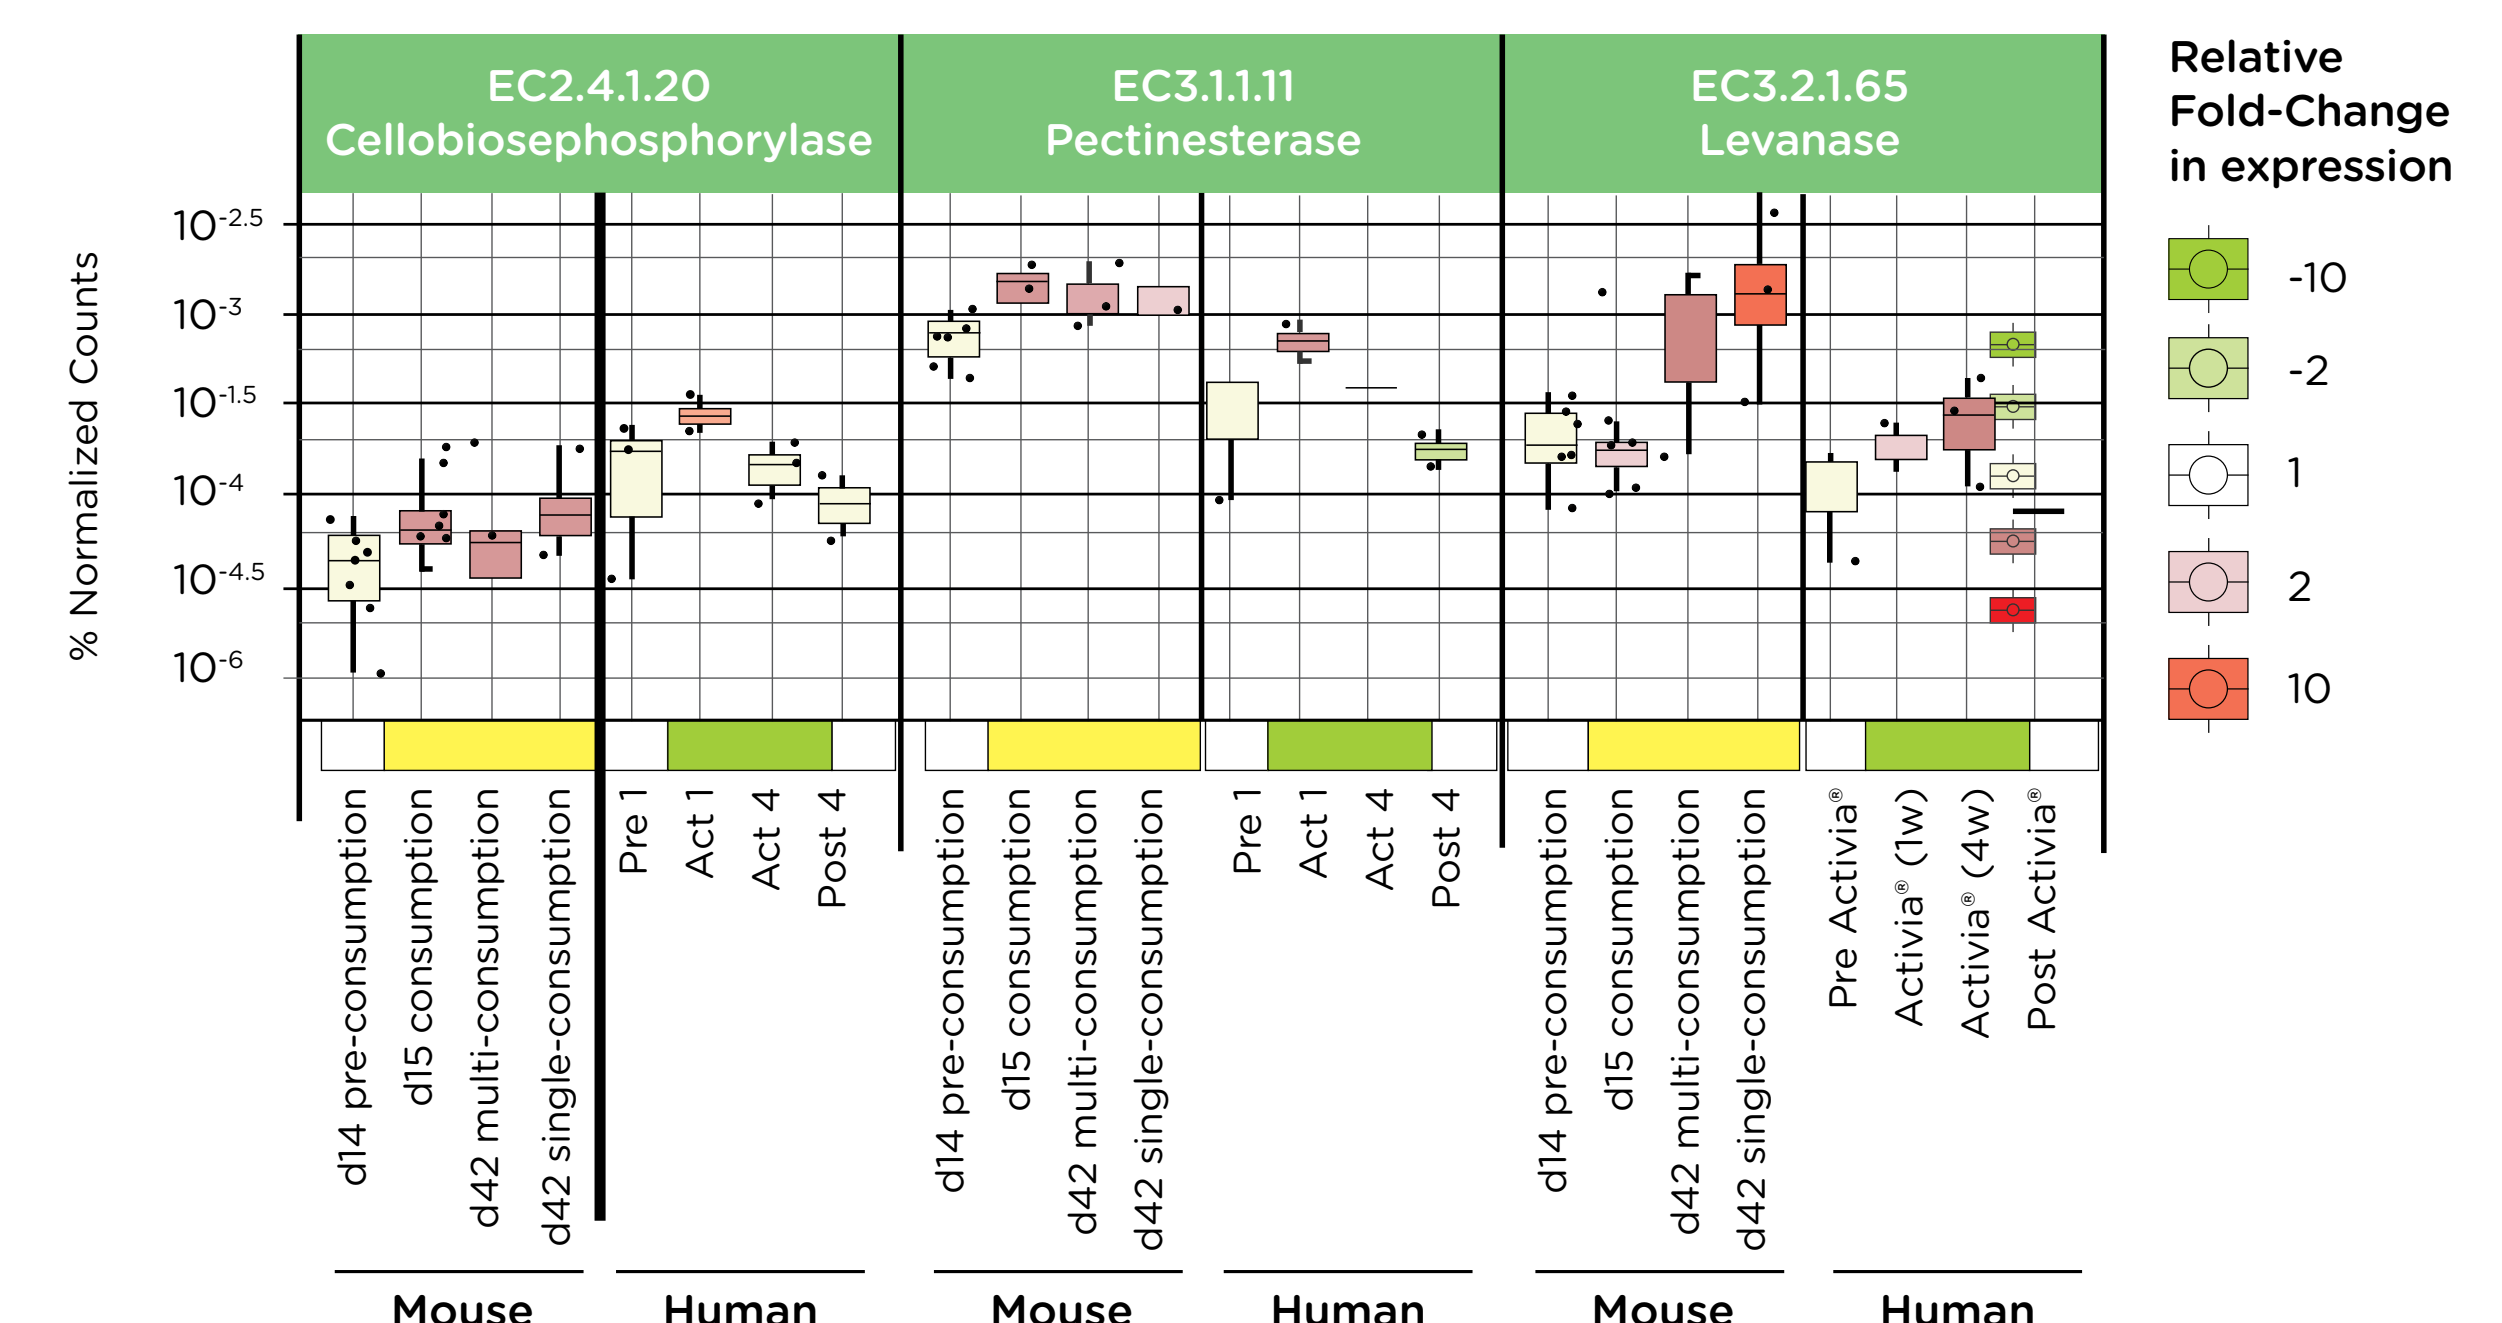 EC2.4.1.20
Cellobiosephosphorylase
EC3.1.1.11
Pectinesterase
EC3.2.1.65
Levanase
Relative
Fold-Change
in expression
-10
-2
1
2
10
% Normalized Counts
10-2.5
10-3
10-1.5
10-4
10-4.5
10-6
d14 pre-consumption
d15 consumption
d42 multi-consumption
d42 single-consumption
Pre 1
Act 1
Act 4
Post 4
d14 pre-consumption
d15 consumption
d42 multi-consumption
d42 single-consumption
Pre 1
Act 1
Act 4
Post 4
d14 pre-consumption
d15 consumption
d42 multi-consumption
d42 single-consumption
Pre Activia®
Activia® (1w)
Activia® (4w)
Post Activia®
Mouse
Human
Mouse
Human
Mouse
Human